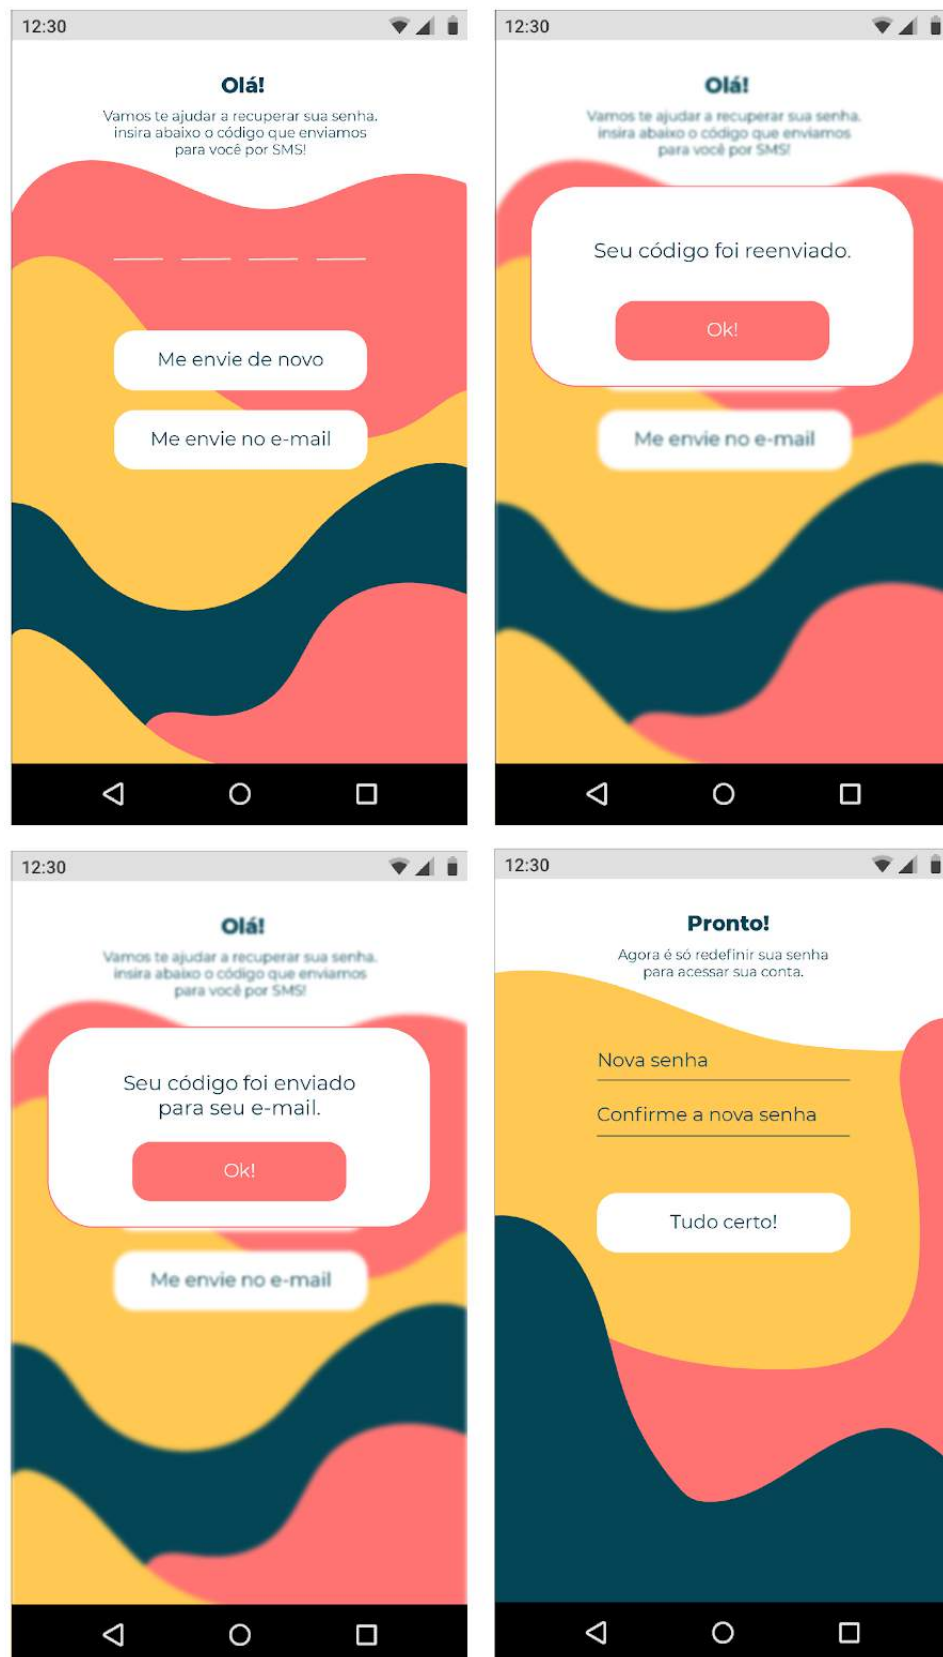 12:30
Olá!
Vamos te ajudar a recuperar sua senha.
insira abaixo o código que enviamos
para você por SMS!
Me envie de novo
Me envie no e-mail
12:30
Olá!
Vamos te ajudar a recuperar sua senha.
insira abaixo o código que enviamos
para você por SMS!
Seu código foi reenviado.
Ok!
Me envie no e-mail
12:30
Olá!
Vamos te ajudar a recuperar sua senha.
insira abaixo o código que enviamos
para você por SMS!
Seu código foi enviado
para seu e-mail.
Ok!
Me envie no e-mail
12:30
Pronto!
Agora é só redefinir sua senha
para acessar sua conta.
Nova senha
Confirme a nova senha
Tudo certo!